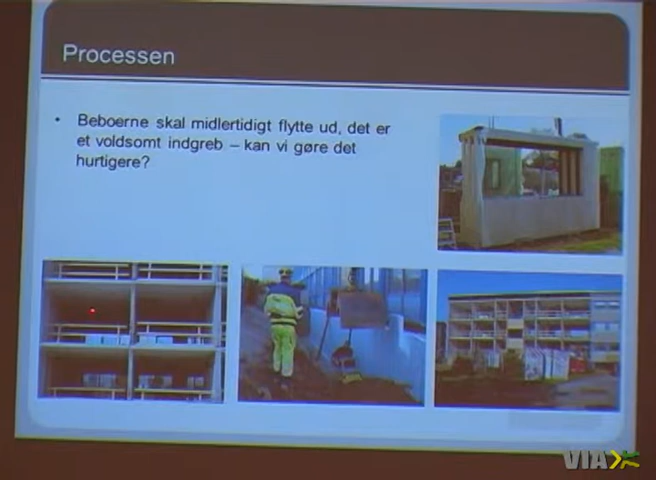 Processen
• Beboerne skal midlertidigt flytte ud, det er
et voldsomt indgreb – kan vi gøre det
hurtigere?
VIA